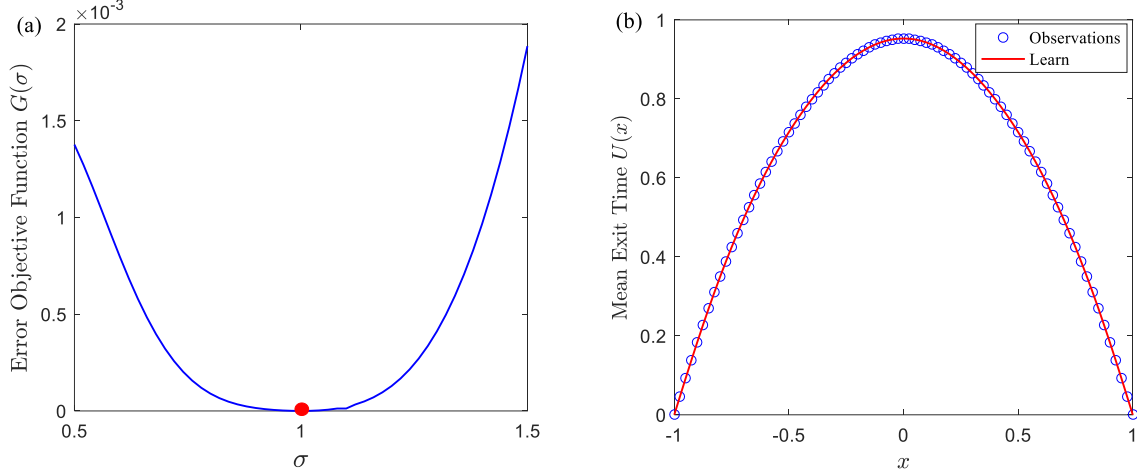 (a)
×10⁻³
2
1.5
1
0.5
0
0.5
1
1.5
σ
Error Objective Function G(σ)
(b)
1
0.8
0.6
0.4
0.2
0
-1
-0.5
0
0.5
1
x
Mean Exit Time U(x)
Observations
Learn